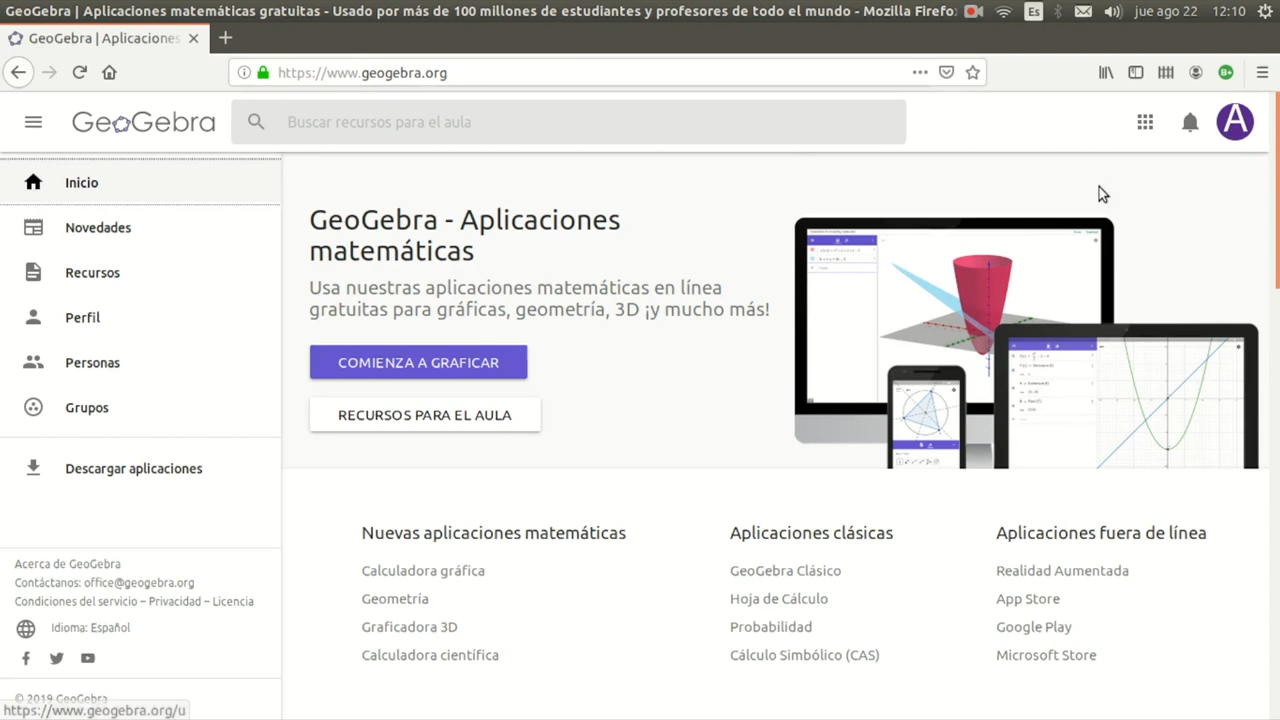 GeoGebra | Aplicaciones matemáticas gratuitas - Usado por más de 100 millones de estudiantes y profesores de todo el mundo - Mozilla Firefo
Es
jue ago 22
12:10
GeoGebra | Aplicaciones
https://www.geogebra.org
GeoGebra
Buscar recursos para el aula
A
Inicio
Novedades
Recursos
Perfil
Personas
Grupos
Descargar aplicaciones
Acerca de GeoGebra
Contáctanos: office@geogebra.org
Condiciones del servicio – Privacidad – Licencia
Idioma: Español
© 2019 GeoGebra
https://www.geogebra.org/u
GeoGebra - Aplicaciones
matemáticas
Usa nuestras aplicaciones matemáticas en línea
gratuitas para gráficas, geometría, 3D ¡y mucho más!
COMIENZA A GRAFICAR
RECURSOS PARA EL AULA
Nuevas aplicaciones matemáticas
Calculadora gráfica
Geometría
Graficadora 3D
Calculadora científica
Aplicaciones clásicas
GeoGebra Clásico
Hoja de Cálculo
Probabilidad
Cálculo Simbólico (CAS)
Aplicaciones fuera de línea
Realidad Aumentada
App Store
Google Play
Microsoft Store